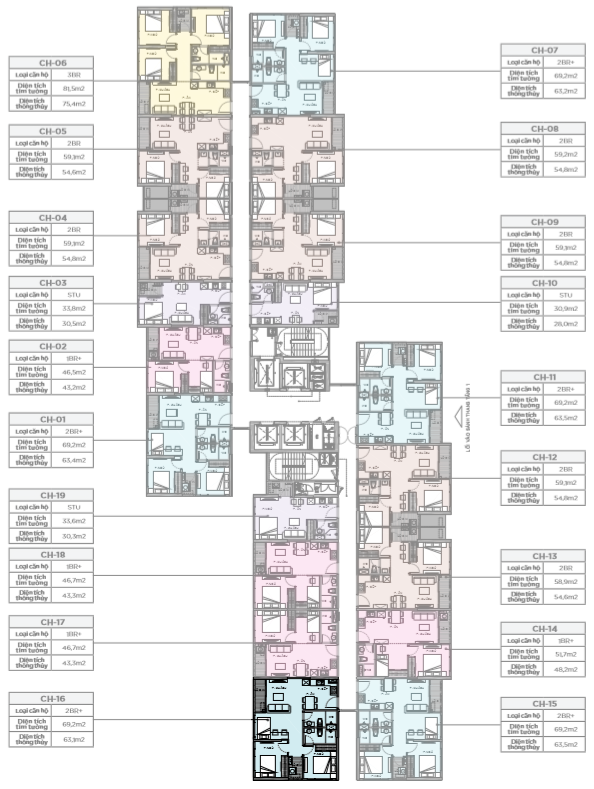 CH-06
Loại căn hộ 3BR
Diện tích tim tường 81,5m2
Diện tích thông thủy 75,4m2
CH-05
Loại căn hộ 2BR
Diện tích tim tường 59,1m2
Diện tích thông thủy 54,6m2
CH-04
Loại căn hộ 2BR
Diện tích tim tường 59,1m2
Diện tích thông thủy 54,8m2
CH-03
Loại căn hộ STU
Diện tích tim tường 33,8m2
Diện tích thông thủy 30,5m2
CH-02
Loại căn hộ 1BR+
Diện tích tim tường 46,5m2
Diện tích thông thủy 43,2m2
CH-01
Loại căn hộ 2BR+
Diện tích tim tường 69,2m2
Diện tích thông thủy 63,4m2
CH-19
Loại căn hộ STU
Diện tích tim tường 33,6m2
Diện tích thông thủy 30,3m2
CH-18
Loại căn hộ 1BR+
Diện tích tim tường 46,7m2
Diện tích thông thủy 43,3m2
CH-17
Loại căn hộ 1BR+
Diện tích tim tường 46,7m2
Diện tích thông thủy 43,3m2
CH-16
Loại căn hộ 2BR+
Diện tích tim tường 69,2m2
Diện tích thông thủy 63,1m2
CH-07
Loại căn hộ 2BR+
Diện tích tim tường 69,2m2
Diện tích thông thủy 63,2m2
CH-08
Loại căn hộ 2BR
Diện tích tim tường 59,2m2
Diện tích thông thủy 54,8m2
CH-09
Loại căn hộ 2BR
Diện tích tim tường 59,1m2
Diện tích thông thủy 54,8m2
CH-10
Loại căn hộ STU
Diện tích tim tường 30,9m2
Diện tích thông thủy 28,0m2
CH-11
Loại căn hộ 2BR+
Diện tích tim tường 69,2m2
Diện tích thông thủy 63,5m2
LỐI VÀO SẢNH THANG TẦNG 1
CH-12
Loại căn hộ 2BR
Diện tích tim tường 59,1m2
Diện tích thông thủy 54,8m2
CH-13
Loại căn hộ 2BR
Diện tích tim tường 58,9m2
Diện tích thông thủy 54,6m2
CH-14
Loại căn hộ 1BR+
Diện tích tim tường 51,7m2
Diện tích thông thủy 48,2m2
CH-15
Loại căn hộ 2BR+
Diện tích tim tường 69,2m2
Diện tích thông thủy 63,5m2